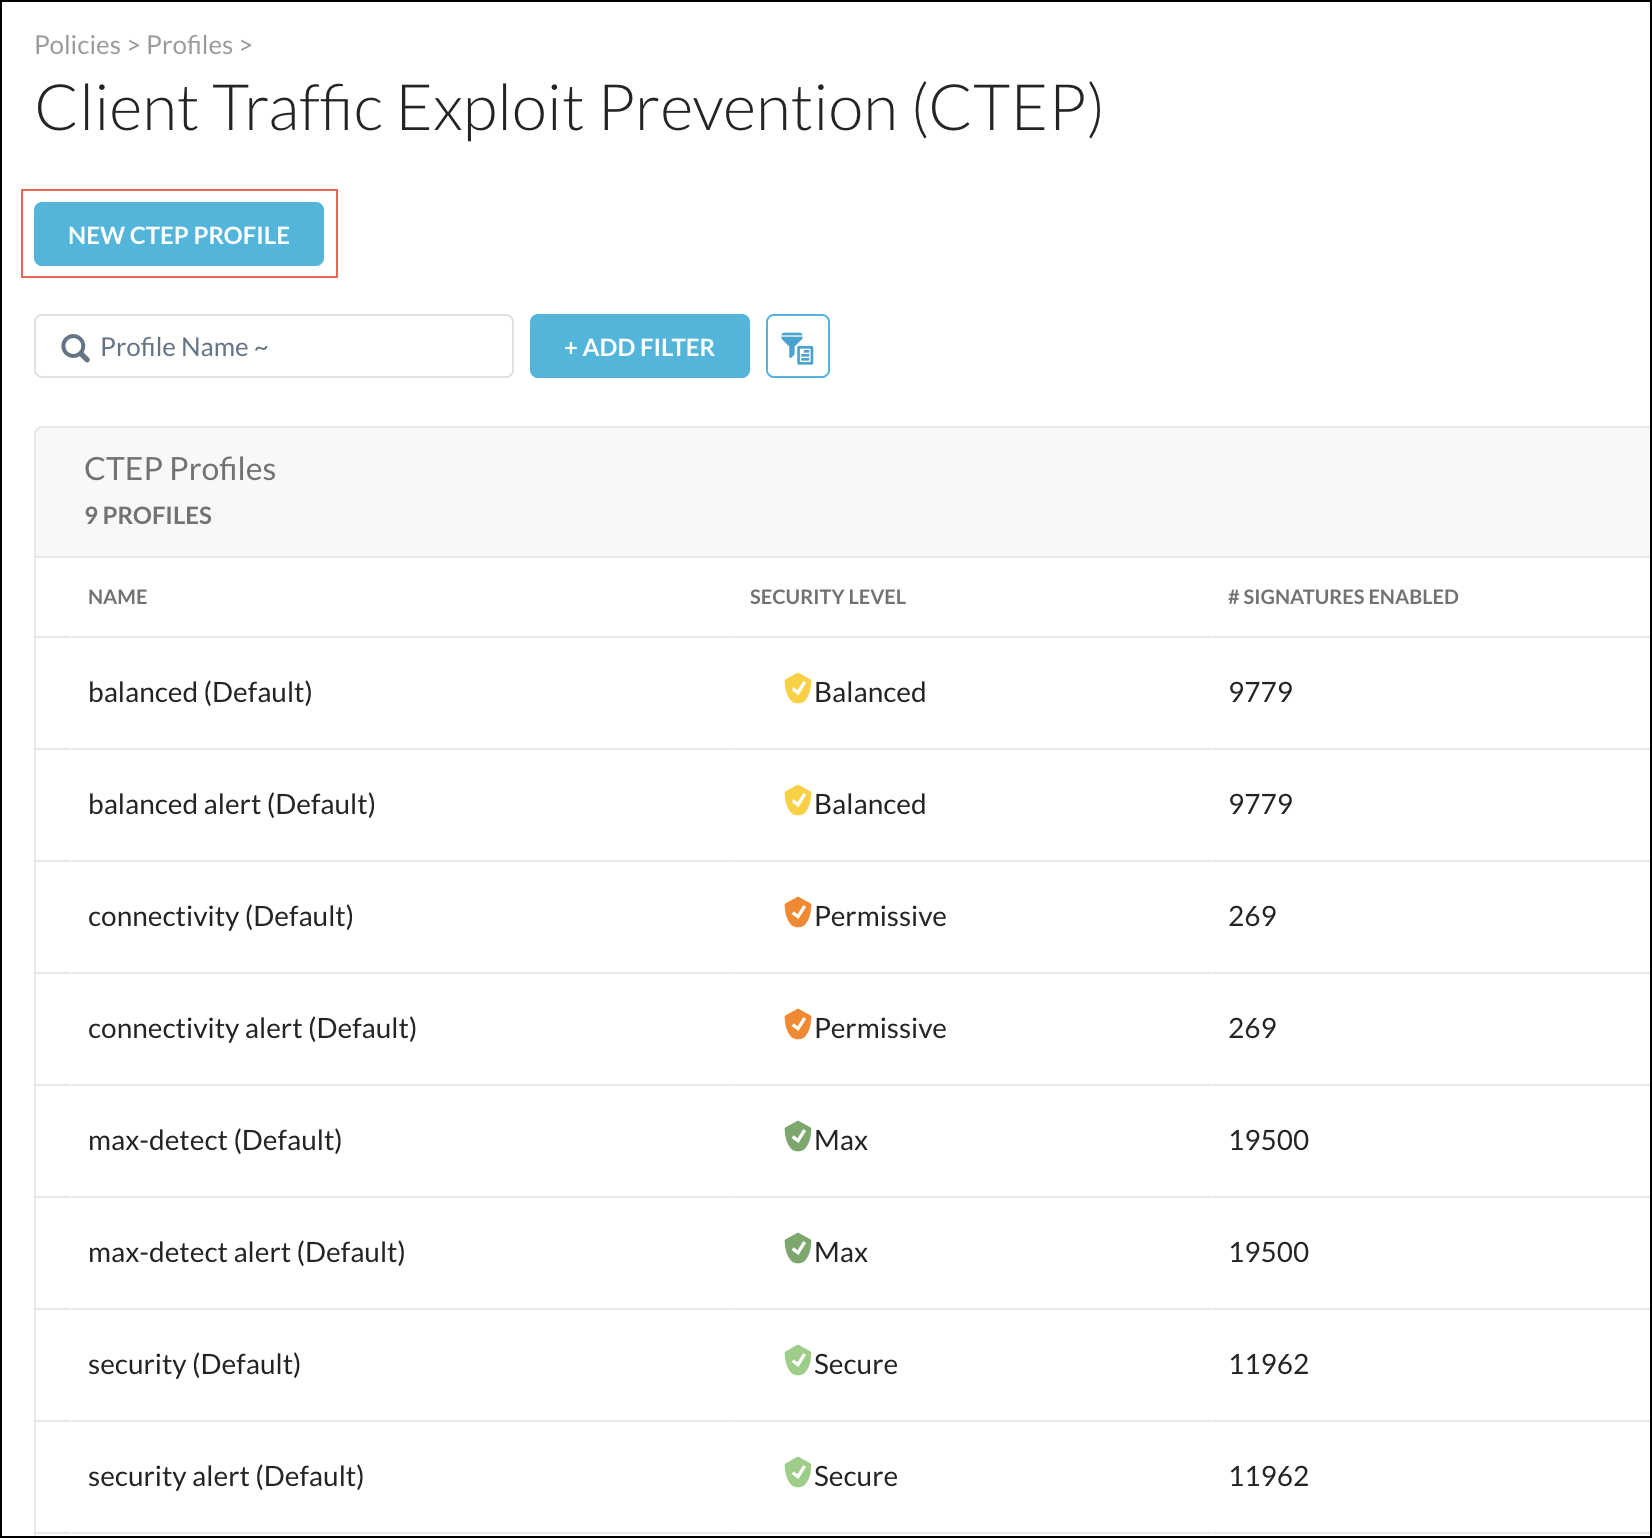 Policies > Profiles >
Client Traffic Exploit Prevention (CTEP)
NEW CTEP PROFILE
Profile Name ~
+ ADD FILTER
CTEP Profiles
9 PROFILES
NAME SECURITY LEVEL # SIGNATURES ENABLED
balanced (Default) Balanced 9779
balanced alert (Default) Balanced 9779
connectivity (Default) Permissive 269
connectivity alert (Default) Permissive 269
max-detect (Default) Max 19500
max-detect alert (Default) Max 19500
security (Default) Secure 11962
security alert (Default) Secure 11962